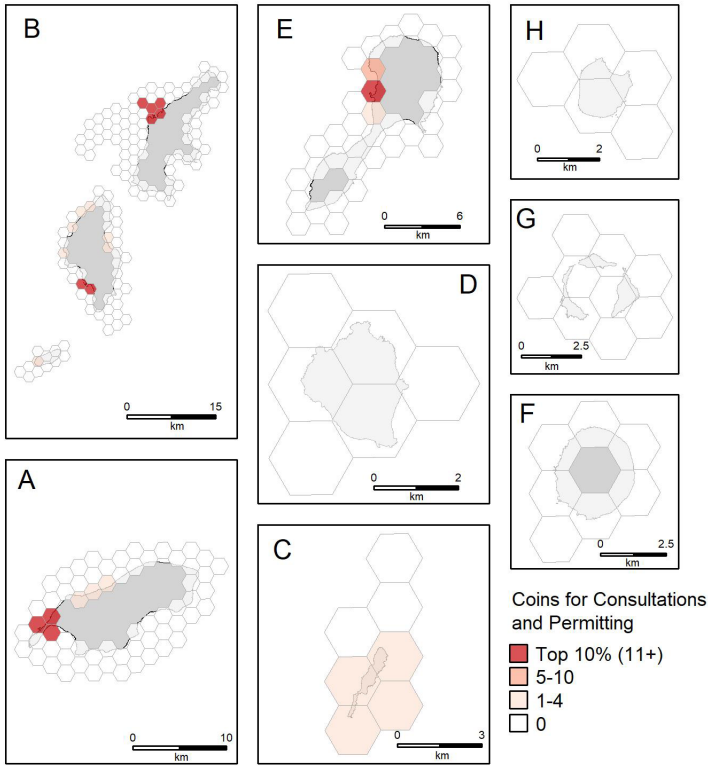 B
0 15
km
E
0 6
km
H
0 2
km
G
0 2.5
km
D
0 2
km
F
0 2.5
km
A
0 10
km
C
0 3
km
Coins for Consultations
and Permitting
Top 10% (11+)
5-10
1-4
0